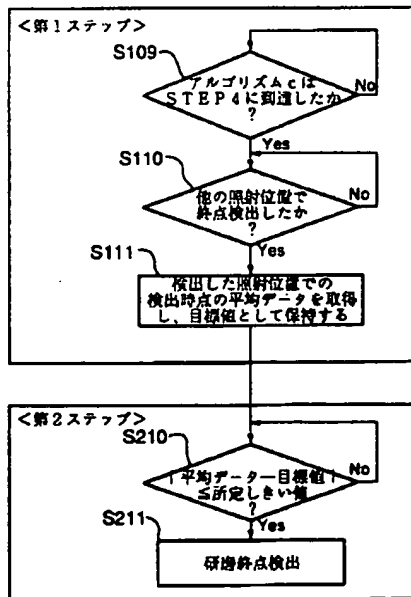 <第1ステップ>
S109
アルゴリズムcは
STEP4に到達したか
?
No
Yes
S110
他の照射位置で
終点検出したか
?
No
Yes
S111
検出した照射位置での
検出時点の平均データを取得
し、目標値として保持する
<第2ステップ>
S210
|平均データ−目標値|
≦所定しきい値
?
No
Yes
S211
研磨終点検出